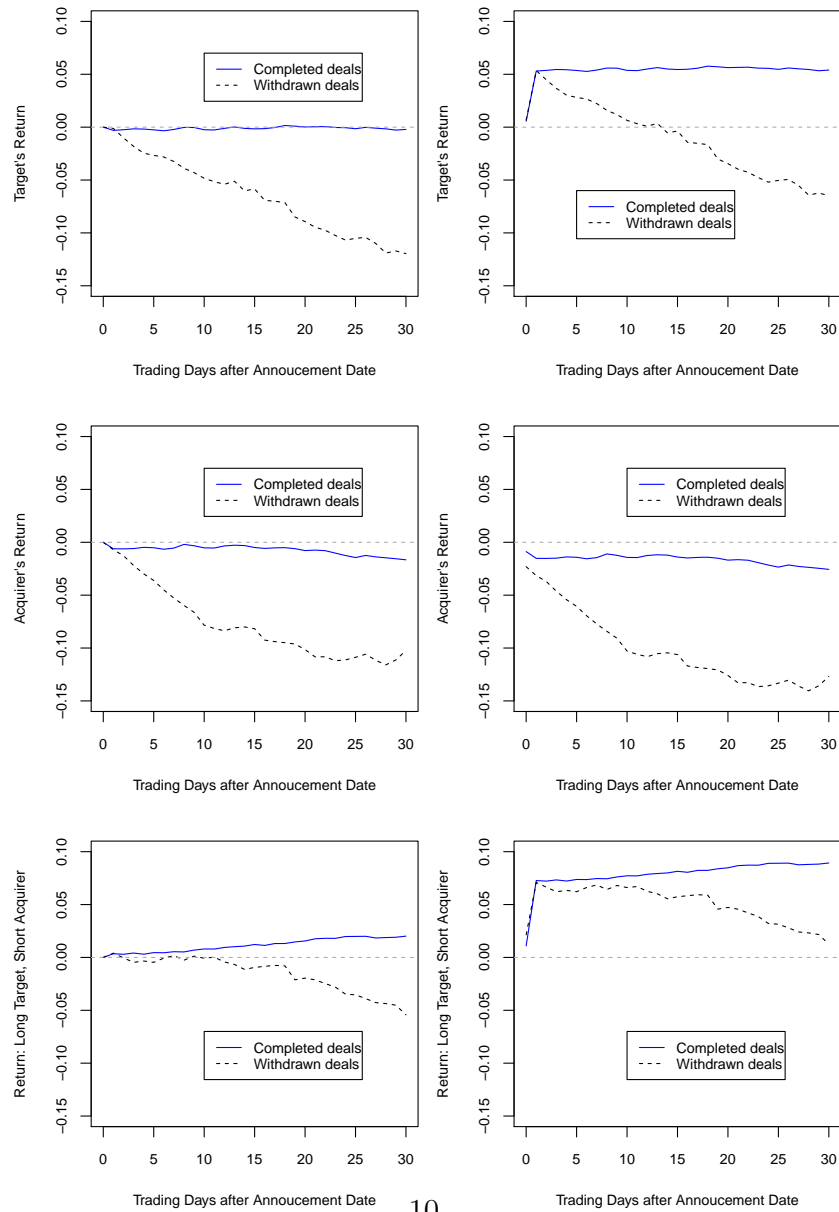 0.10
0.05
0.00
−0.05
−0.10
−0.15
Target's Return
Completed deals
Withdrawn deals
0 5 10 15 20 25 30
Trading Days after Annoucement Date
0.10
0.05
0.00
−0.05
−0.10
−0.15
Target's Return
Completed deals
Withdrawn deals
0 5 10 15 20 25 30
Trading Days after Annoucement Date
0.10
0.05
0.00
−0.05
−0.10
−0.15
Acquirer's Return
Completed deals
Withdrawn deals
0 5 10 15 20 25 30
Trading Days after Annoucement Date
0.10
0.05
0.00
−0.05
−0.10
−0.15
Acquirer's Return
Completed deals
Withdrawn deals
0 5 10 15 20 25 30
Trading Days after Annoucement Date
0.10
0.05
0.00
−0.05
−0.10
−0.15
Return: Long Target, Short Acquirer
Completed deals
Withdrawn deals
0 5 10 15 20 25 30
Trading Days after Annoucement Date
0.10
0.05
0.00
−0.05
−0.10
−0.15
Return: Long Target, Short Acquirer
Completed deals
Withdrawn deals
0 5 10 15 20 25 30
Trading Days after Annoucement Date
10